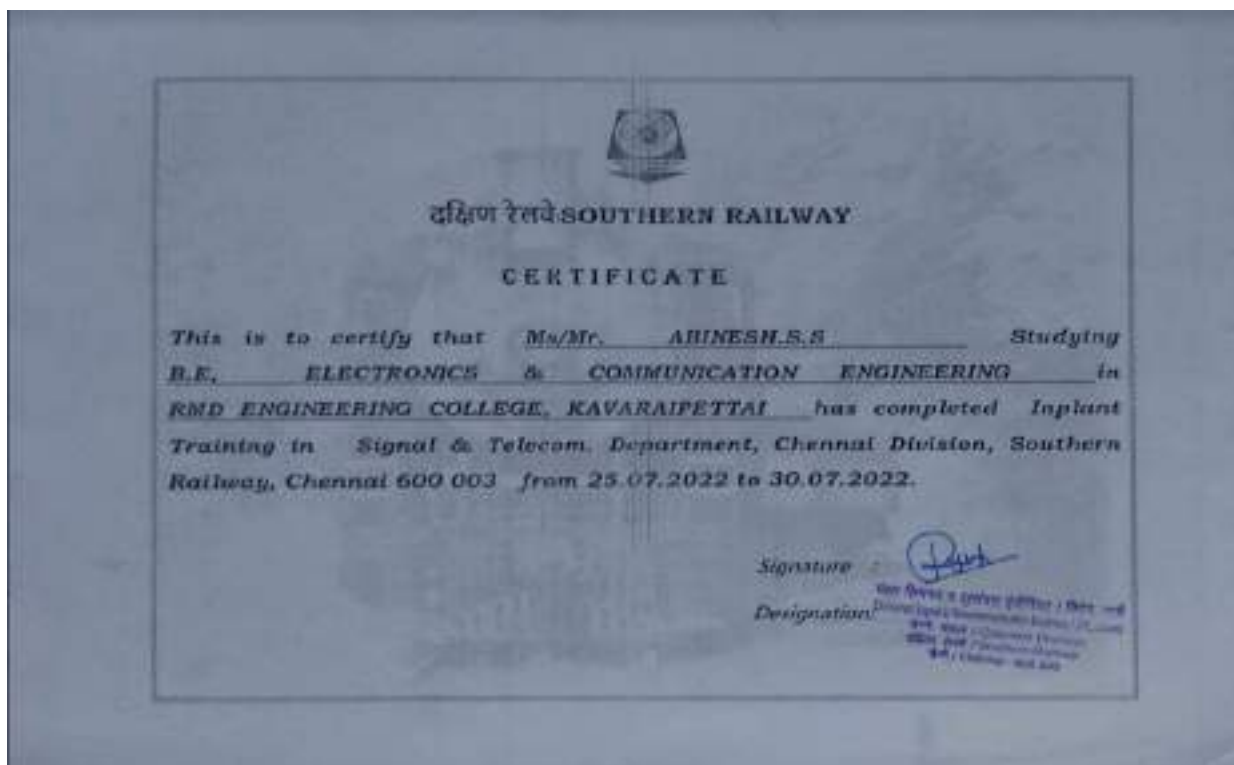 दक्षिण रेलवे SOUTHERN RAILWAY
CERTIFICATE
This is to certify that Ms/Mr. ABINESH.S.S Studying
B.E, ELECTRONICS & COMMUNICATION ENGINEERING in
RMD ENGINEERING COLLEGE, KAVARAIPETTAI has completed Inplant
Training in Signal & Telecom. Department, Chennai Division, Southern
Railway, Chennai 600 003 from 25.07.2022 to 30.07.2022.
Signature :
Designation: